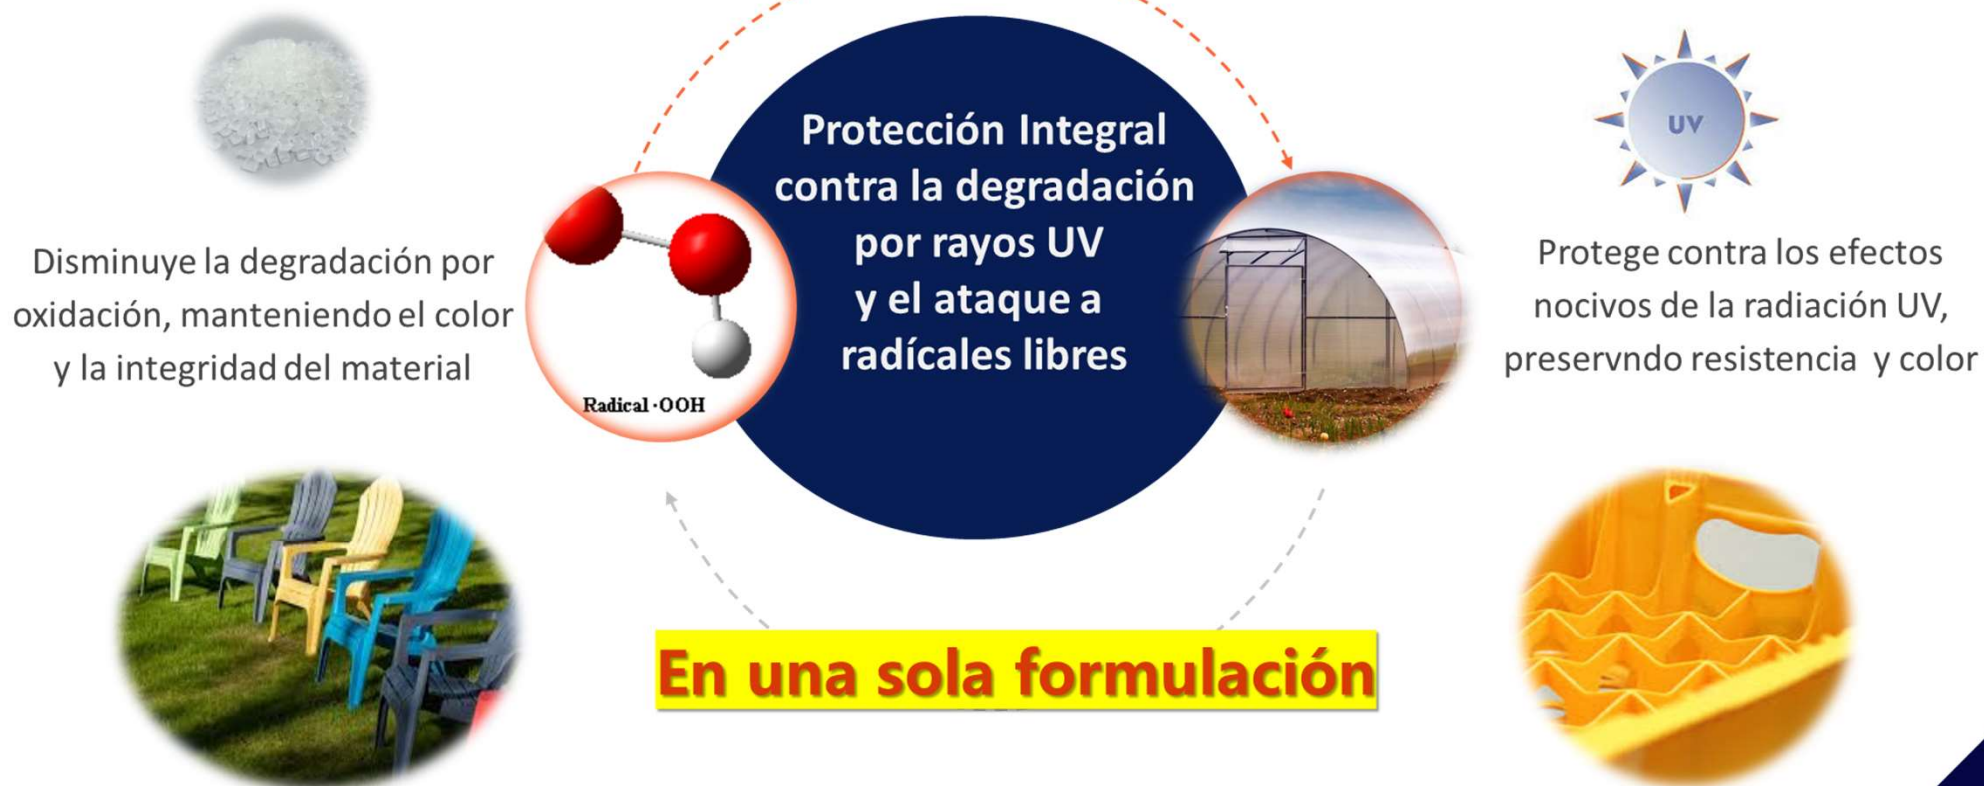 Protección Integral
contra la degradación
por rayos UV
y el ataque a
radícales libres
Disminuye la degradación por
oxidación, manteniendo el color
y la integridad del material
Radical ·OOH
UV
Protege contra los efectos
nocivos de la radiación UV,
preservndo resistencia y color
En una sola formulación